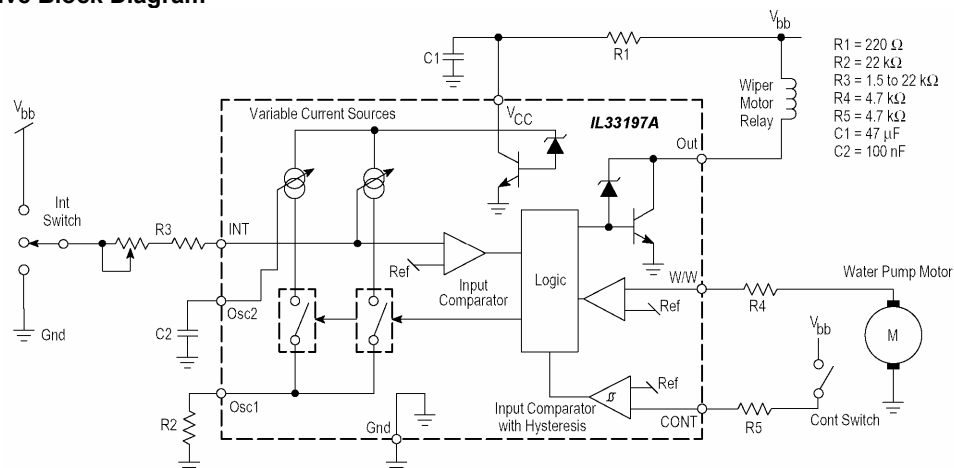 ive Block Diagram
Vbb
C1
R1
Vbb
Wiper
Motor
Relay
R1 = 220 Ω
R2 = 22 kΩ
R3 = 1.5 to 22 kΩ
R4 = 4.7 kΩ
R5 = 4.7 kΩ
C1 = 47 μF
C2 = 100 nF
Variable Current Sources
VCC
IL33197A
Out
Int
Switch
R3
INT
Ref
Input
Comparator
Logic
W/W
Ref
R4
Water Pump Motor
M
Gnd
C2
Osc2
Vbb
R2
Osc1
Gnd
Input Comparator
with Hysteresis
Ref
CONT
R5
Cont Switch